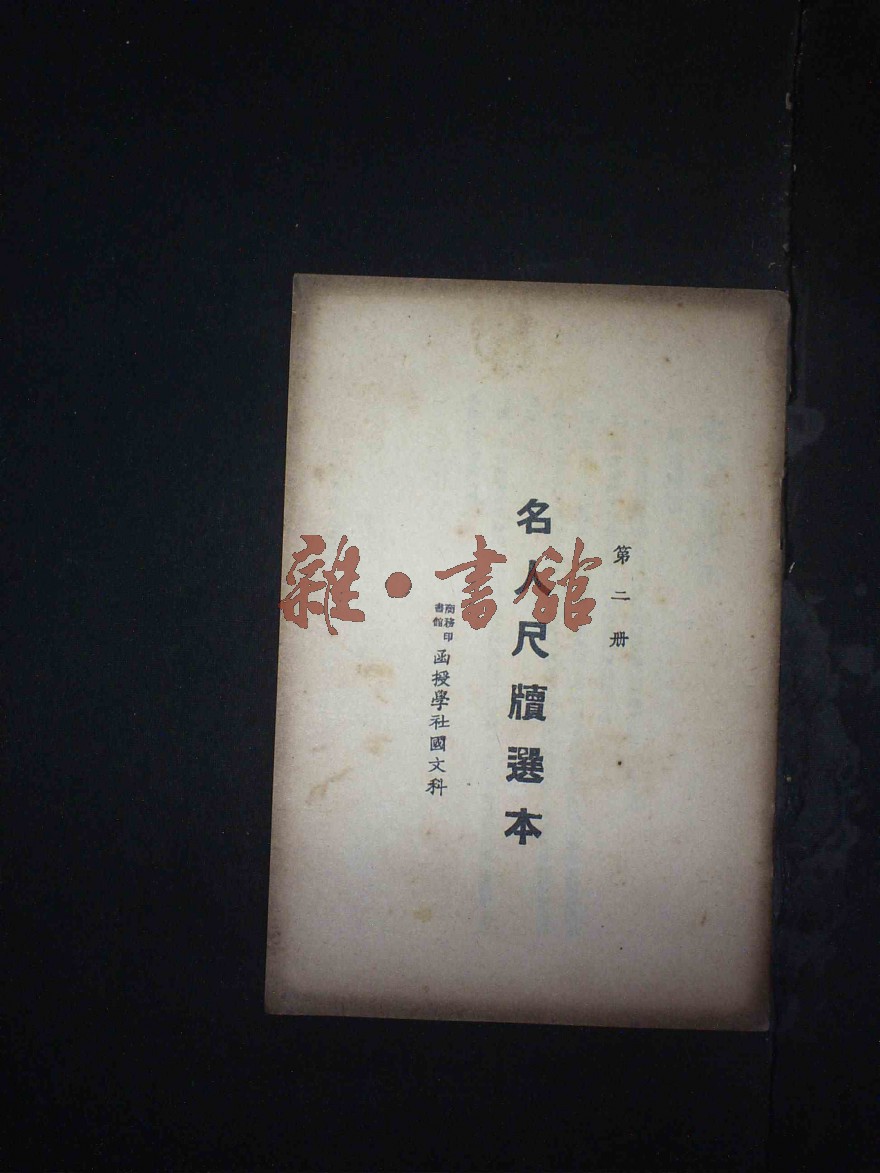 第二册
名人尺牘選本
商務印書館函授學社國文科
雜·書館